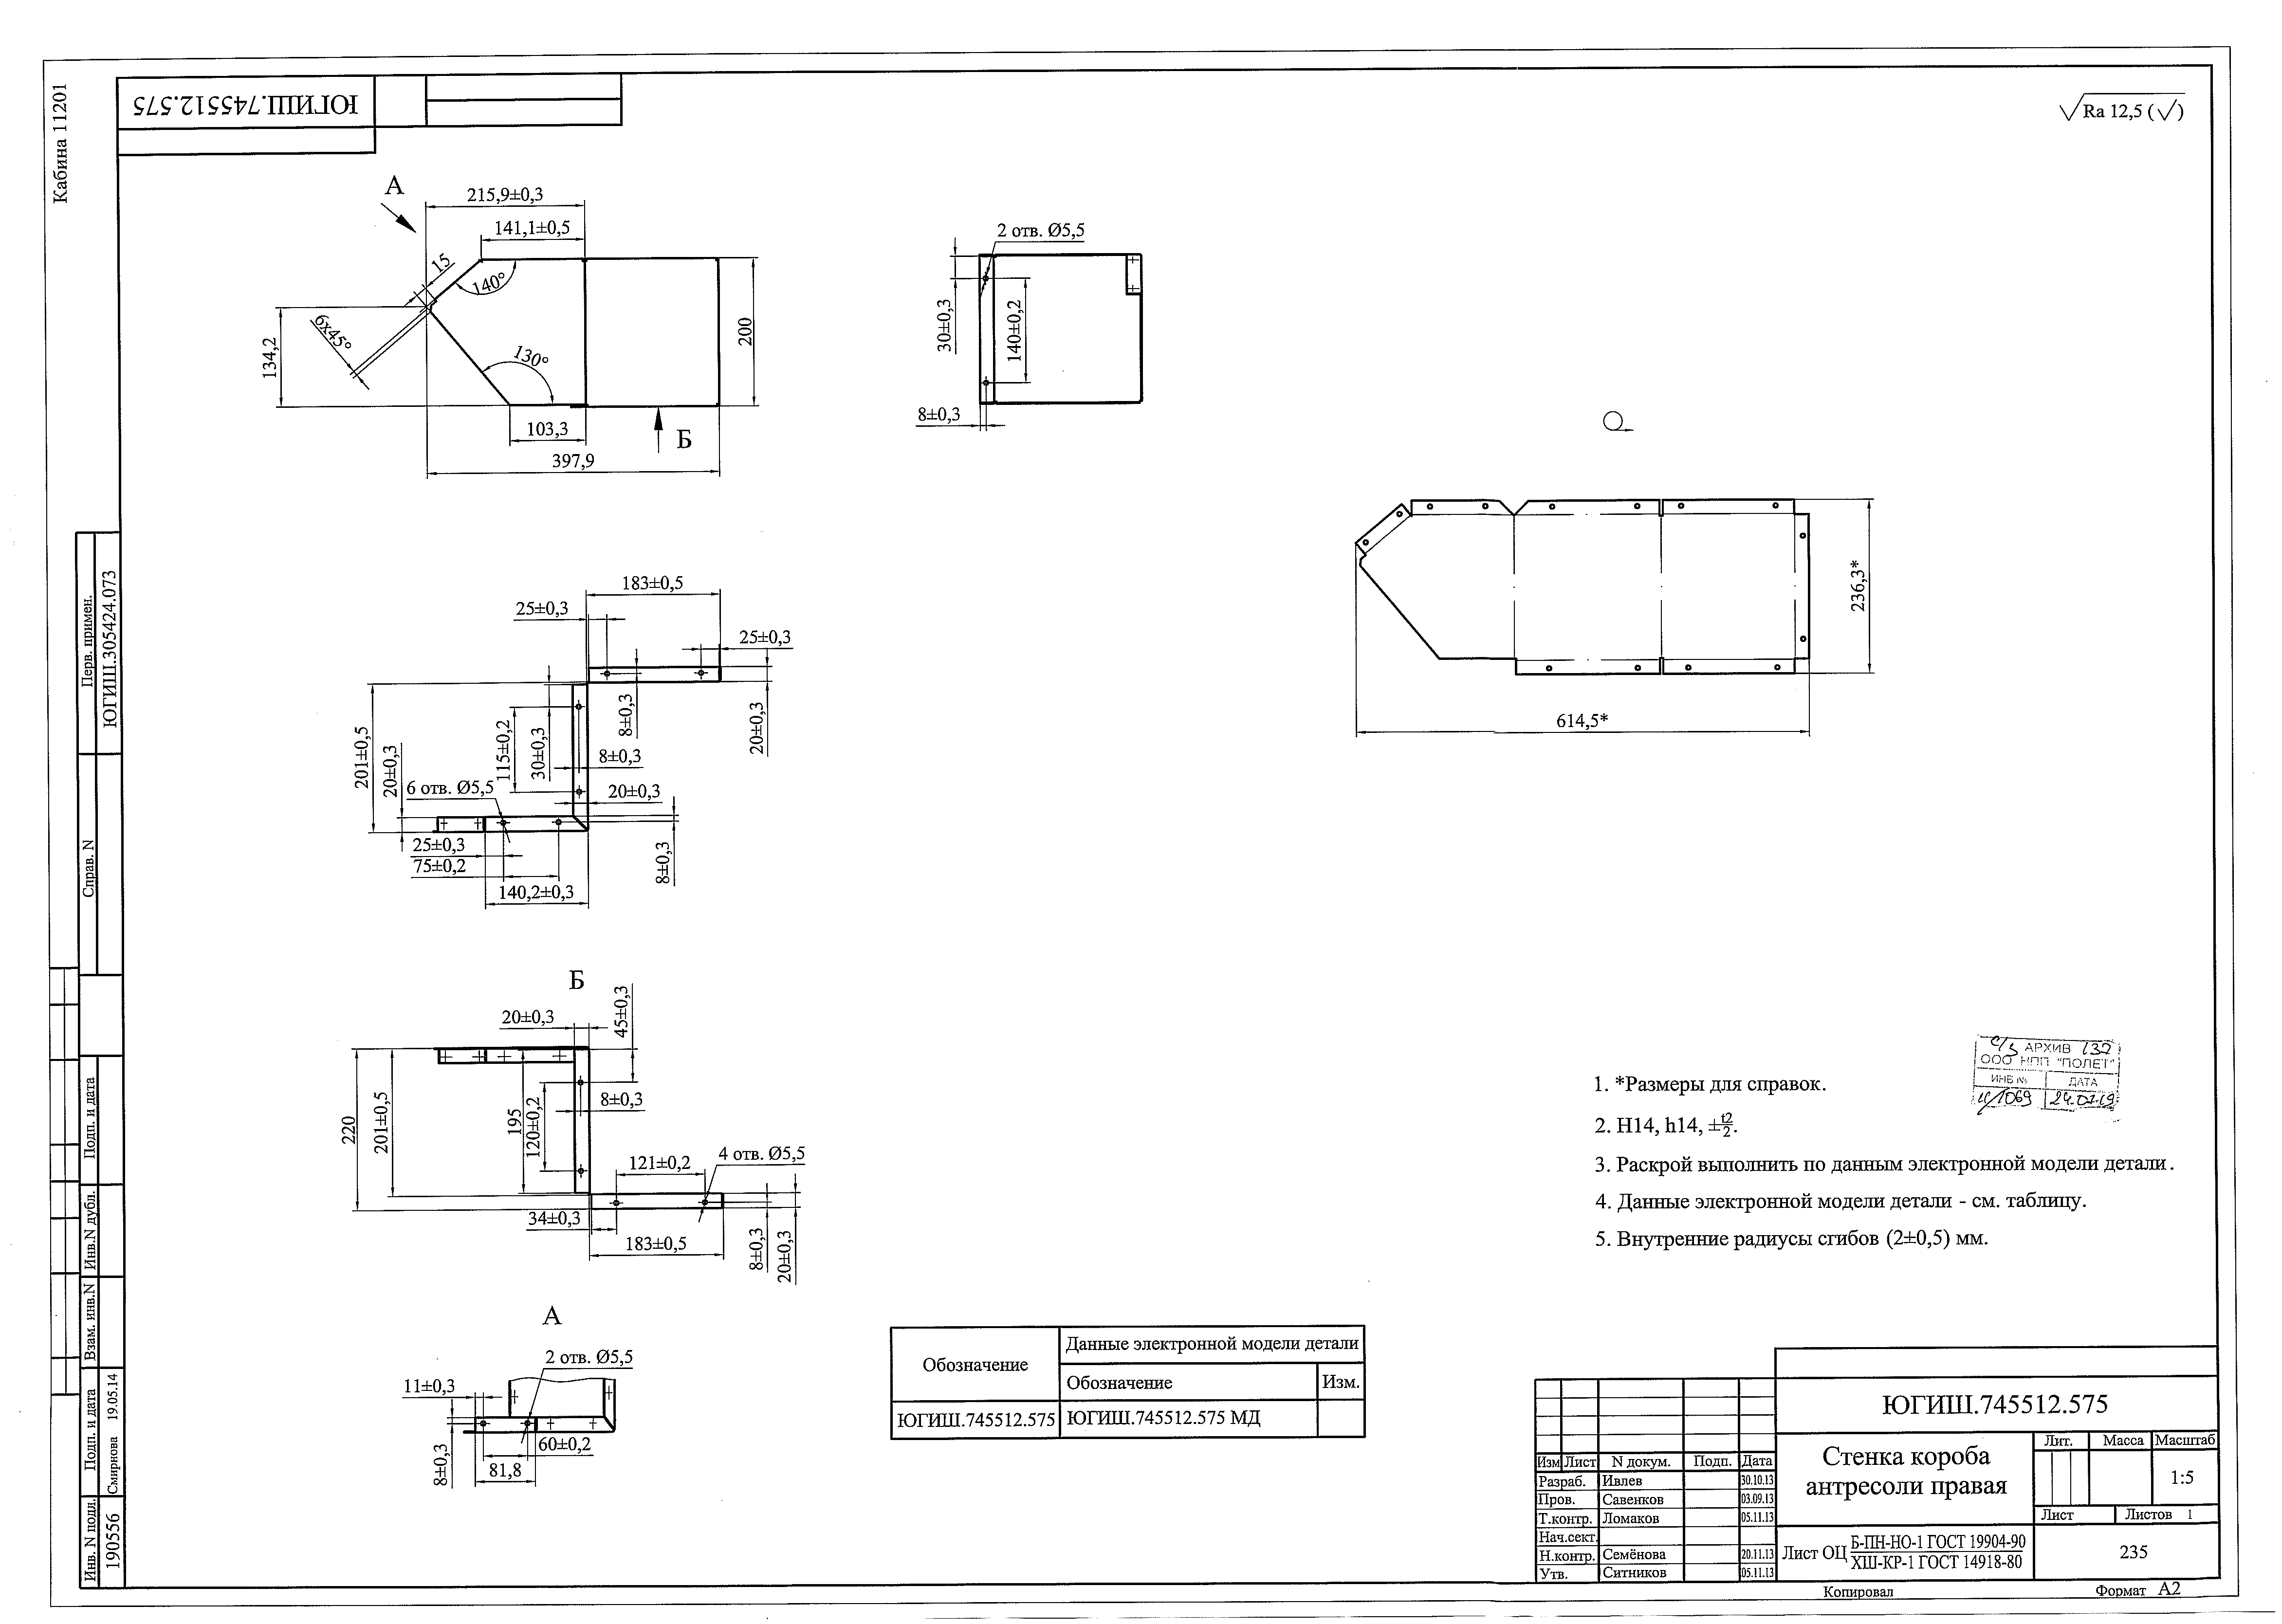 Кабина 11201
ЮГИШ.745512.575
Ra 12,5 (√)
А
215,9±0,3
141,1±0,5
15
140°
6х45°
134,2
130°
200
103,3
Б
397,9
2 отв. Ø5,5
30±0,3
140±0,2
8±0,3
236,3*
614,5*
183±0,5
25±0,3
25±0,3
8±0,3
20±0,3
201±0,5
20±0,3
115±0,2
30±0,3
8±0,3
6 отв. Ø5,5
20±0,3
25±0,3
75±0,2
8±0,3
140,2±0,3
Б
20±0,3
45±0,3
220
201±0,5
195
120±0,2
8±0,3
121±0,2
4 отв. Ø5,5
34±0,3
183±0,5
8±0,3
20±0,3
А
2 отв. Ø5,5
11±0,3
8±0,3
60±0,2
81,8
АРХИВ 132
ООО НПП "ПОЛЕТ"
ИНВ № ДАТА
1069 24.07.19
1. *Размеры для справок.
2. H14, h14, ±t2/2.
3. Раскрой выполнить по данным электронной модели детали.
4. Данные электронной модели детали - см. таблицу.
5. Внутренние радиусы сгибов (2±0,5) мм.
Обозначение
Данные электронной модели детали
Обозначение Изм.
ЮГИШ.745512.575 ЮГИШ.745512.575 МД
Перв. примен.
ЮГИШ.305424.073
Справ. N
Подп. и дата
Инв.N дубл.
Взам. инв.N
Подп. и дата
Смирнова 19.05.14
Инв. N подл.
190556
ЮГИШ.745512.575
Стенка короба
антресоли правая
Лит. Масса Масштаб
1:5
Лист Листов 1
Изм Лист N докум. Подп. Дата
Разраб. Ивлев 30.10.13
Пров. Савенков 03.09.13
Т.контр. Ломаков 05.11.13
Нач.сект.
Н.контр. Семёнова 20.11.13
Утв. Ситников 05.11.13
Лист ОЦ Б-ПН-НО-1 ГОСТ 19904-90
ХШ-КР-1 ГОСТ 14918-80
235
Копировал Формат А2